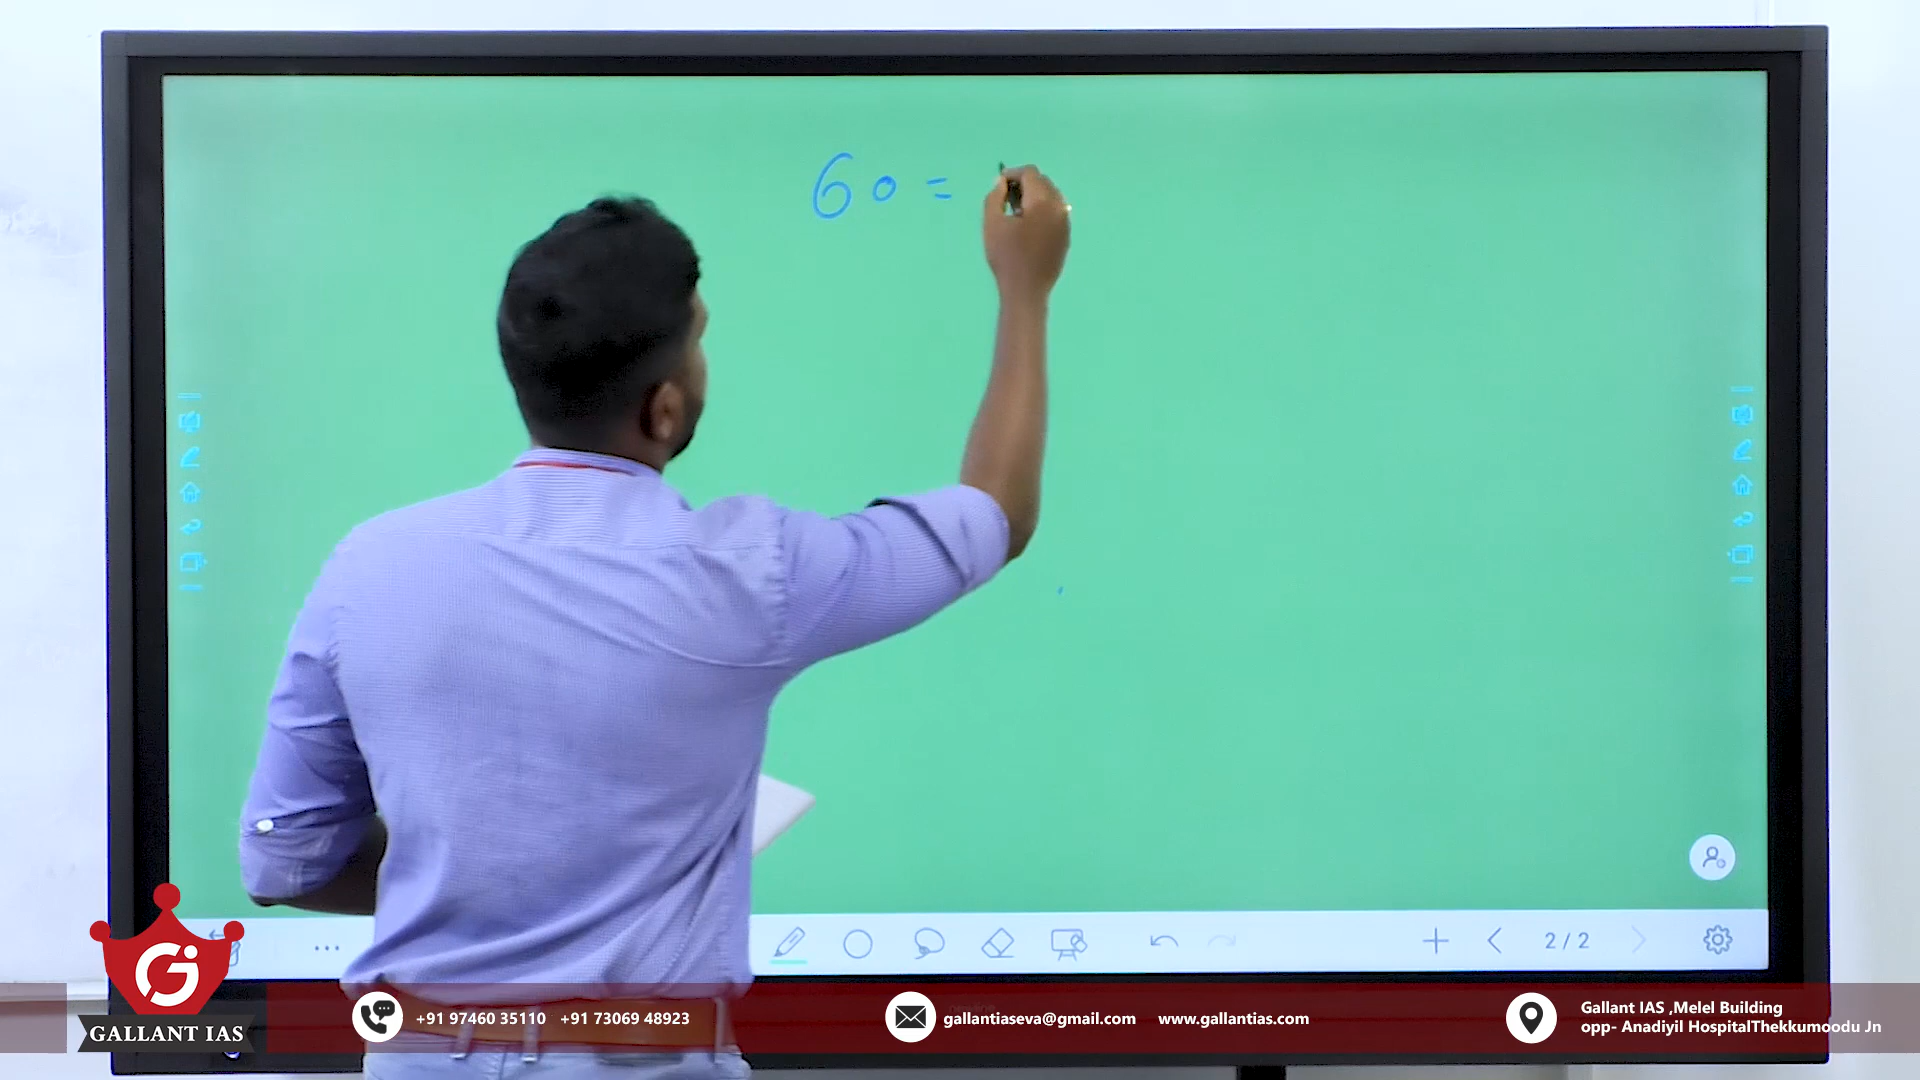 60 =
2/2
GALLANT IAS
+91 97460 35110 +91 73069 48923
gallantiaseva@gmail.com www.gallantias.com
Gallant IAS ,Melel Building
opp- Anadiyil HospitalThekkumoodu Jn